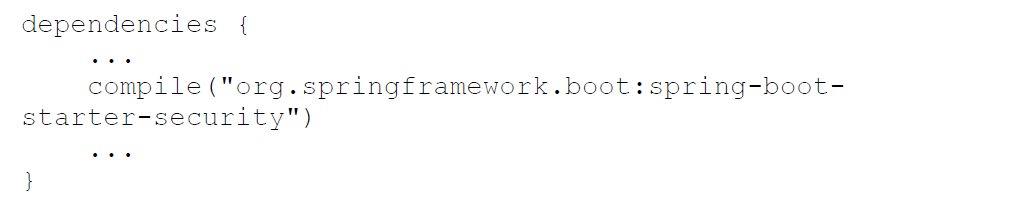 dependencies {
    ...
    compile("org.springframework.boot:spring-boot-
starter-security")
    ...
}